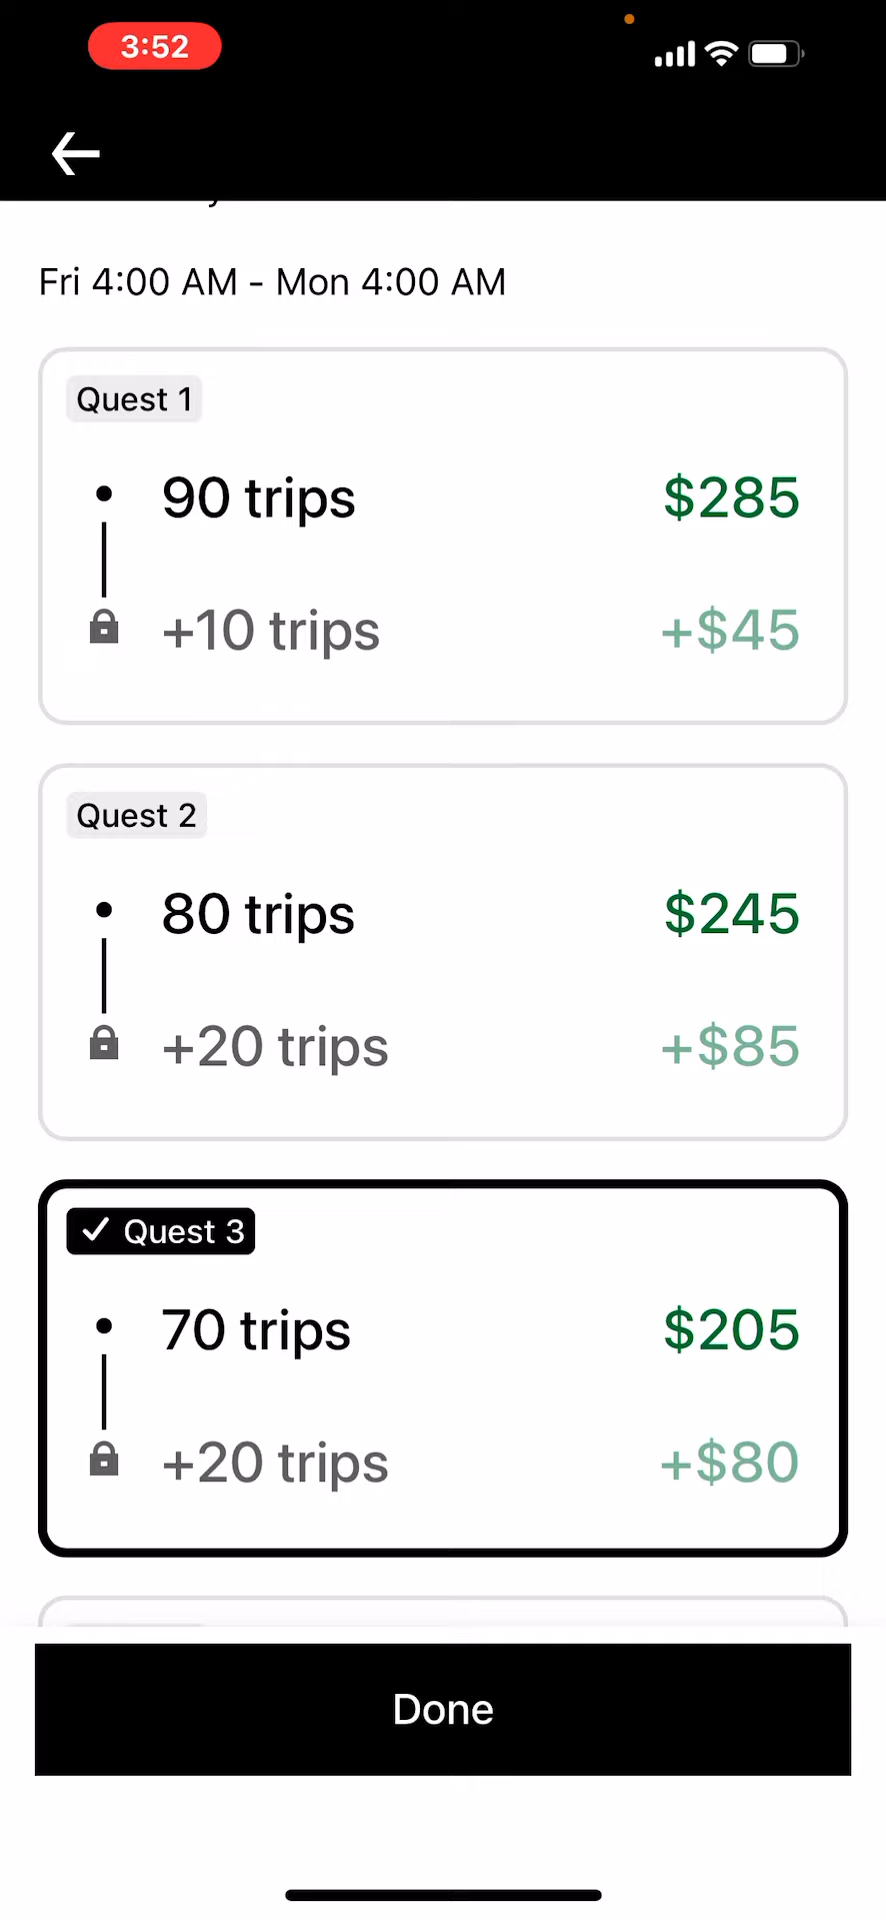 3:52
Fri 4:00 AM - Mon 4:00 AM
Quest 1
90 trips $285
+10 trips +$45
Quest 2
80 trips $245
+20 trips +$85
Quest 3
70 trips $205
+20 trips +$80
Done